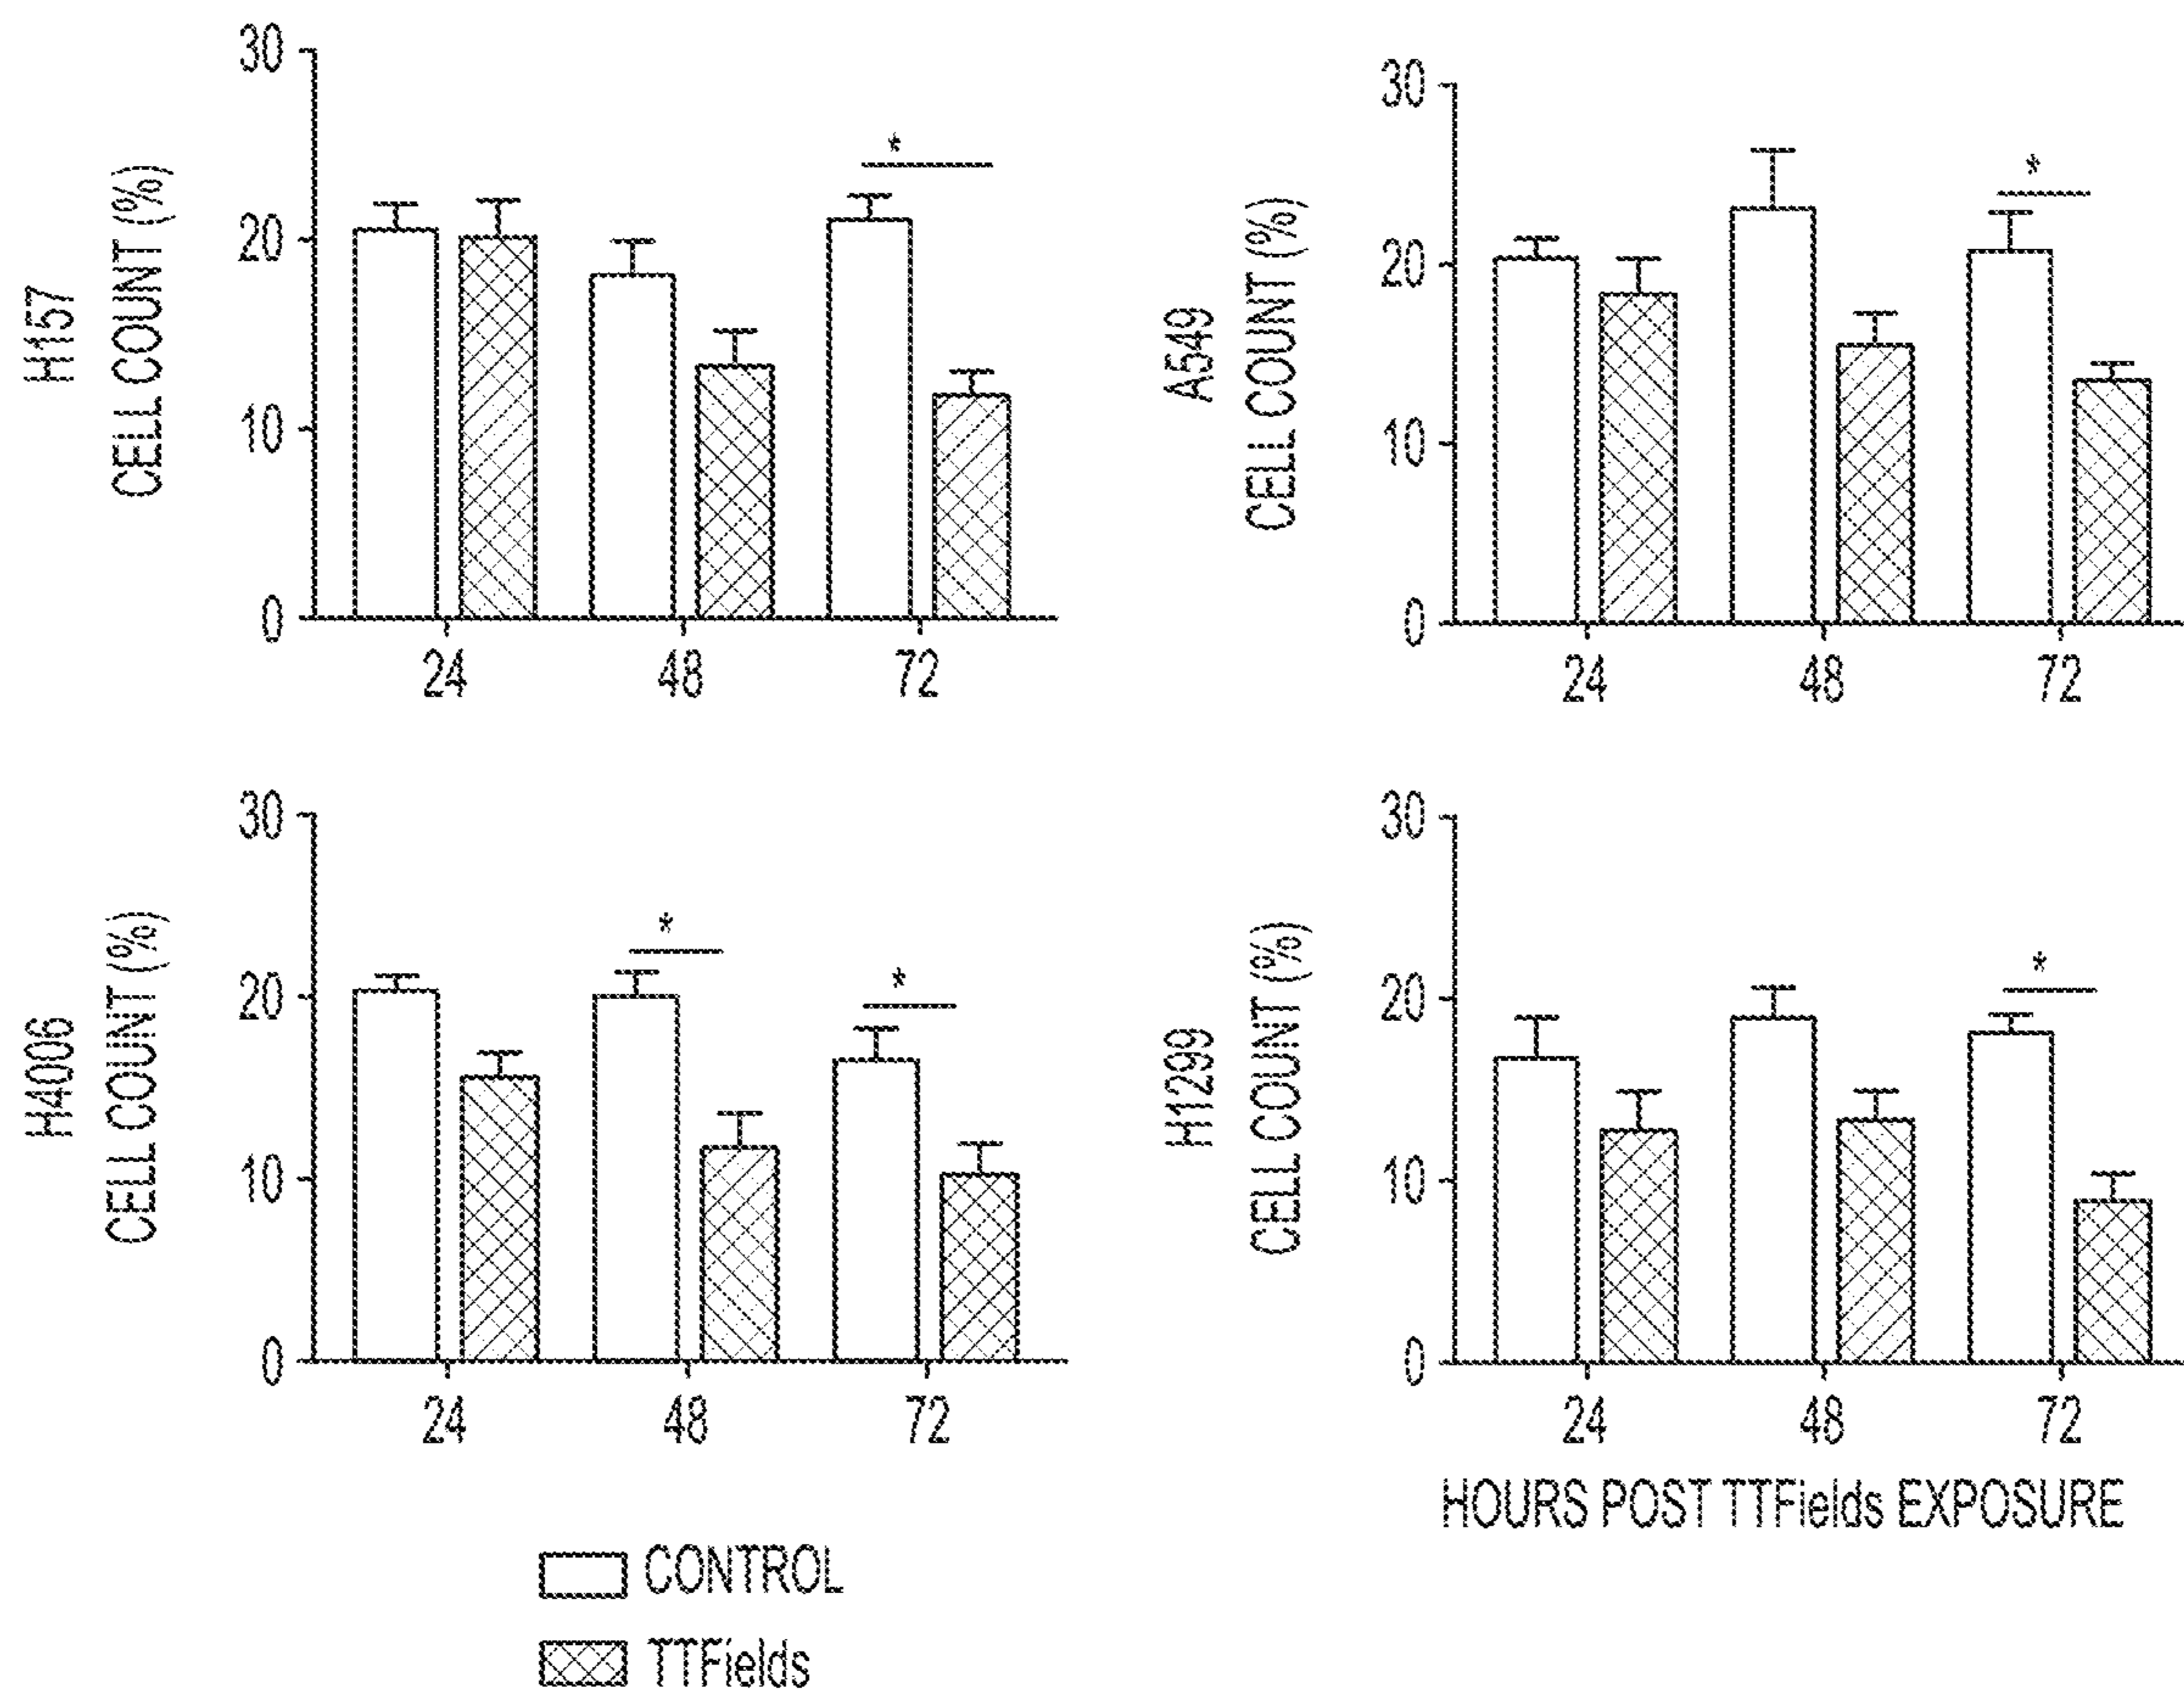 H157
CELL COUNT (%)
30
20
10
0
*
24 48 72
A549
CELL COUNT (%)
30
20
10
0
*
24 48 72
H4006
CELL COUNT (%)
30
20
10
0
* *
24 48 72
H1299
CELL COUNT (%)
30
20
10
0
*
24 48 72
HOURS POST TTFields EXPOSURE
CONTROL
TTFields